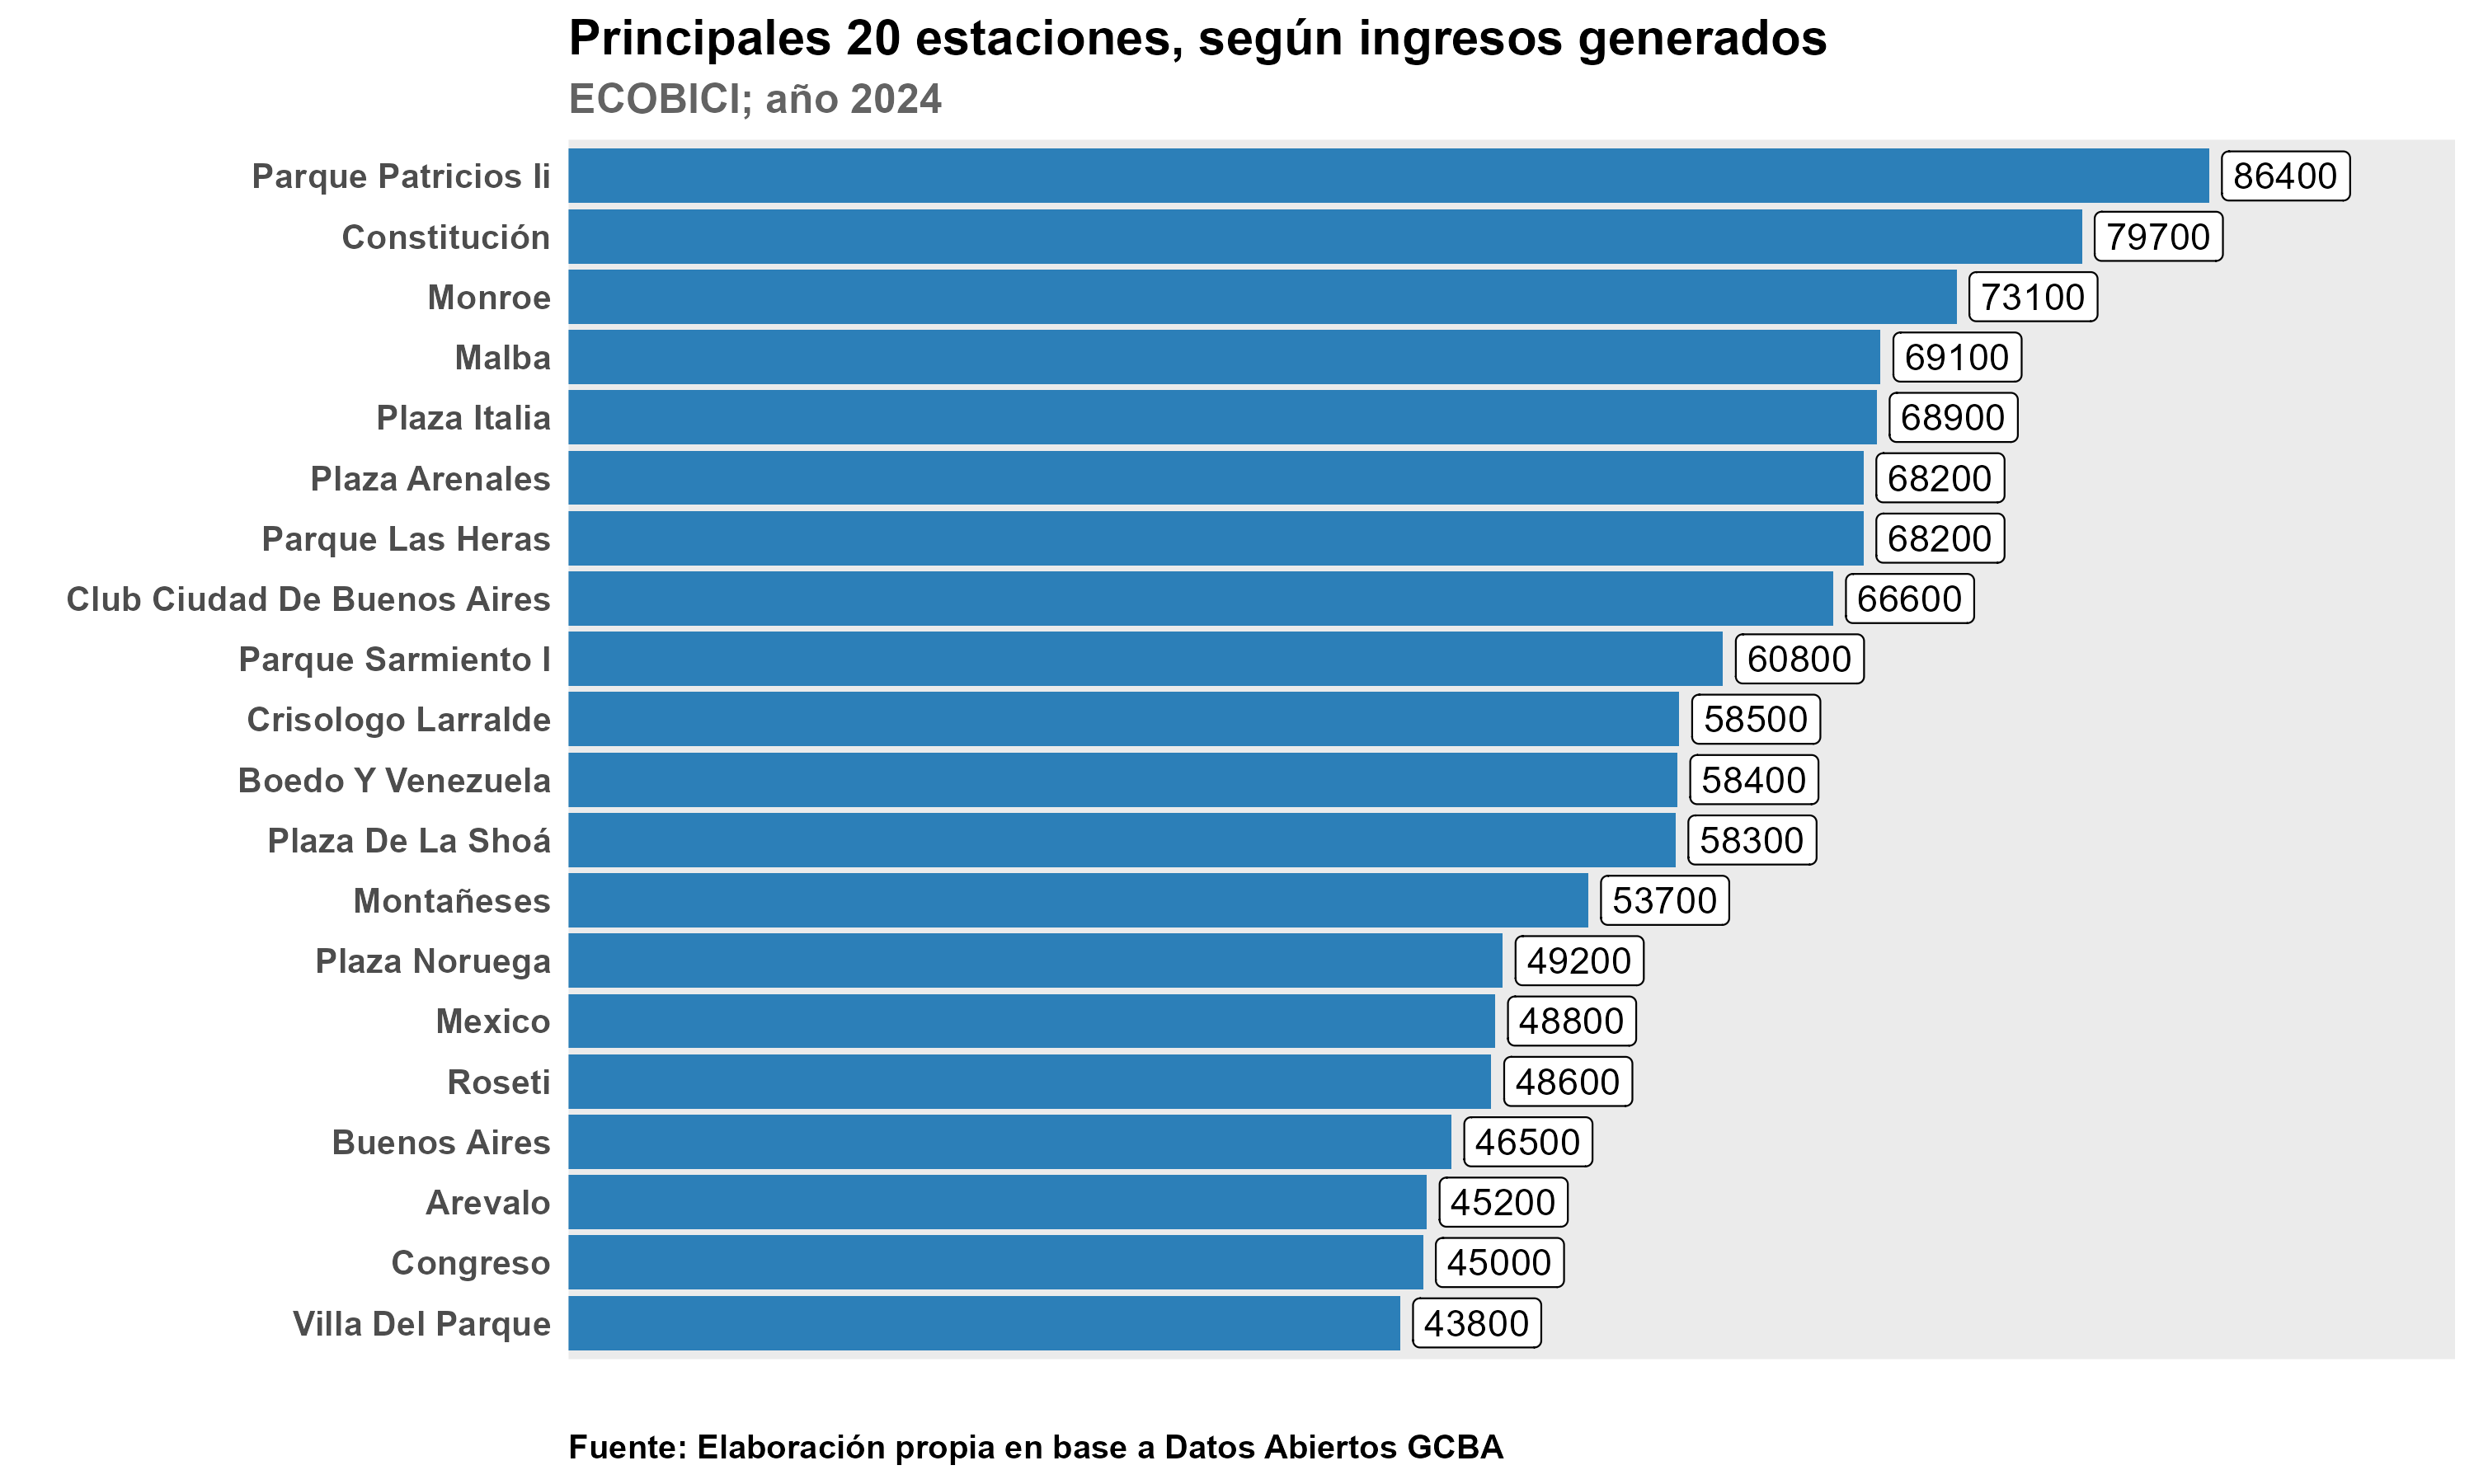 Principales 20 estaciones, según ingresos generados
ECOBICI; año 2024
Parque Patricios Ii 86400
Constitución 79700
Monroe 73100
Malba 69100
Plaza Italia 68900
Plaza Arenales 68200
Parque Las Heras 68200
Club Ciudad De Buenos Aires 66600
Parque Sarmiento I 60800
Crisologo Larralde 58500
Boedo Y Venezuela 58400
Plaza De La Shoá 58300
Montañeses 53700
Plaza Noruega 49200
Mexico 48800
Roseti 48600
Buenos Aires 46500
Arevalo 45200
Congreso 45000
Villa Del Parque 43800
Fuente: Elaboración propia en base a Datos Abiertos GCBA